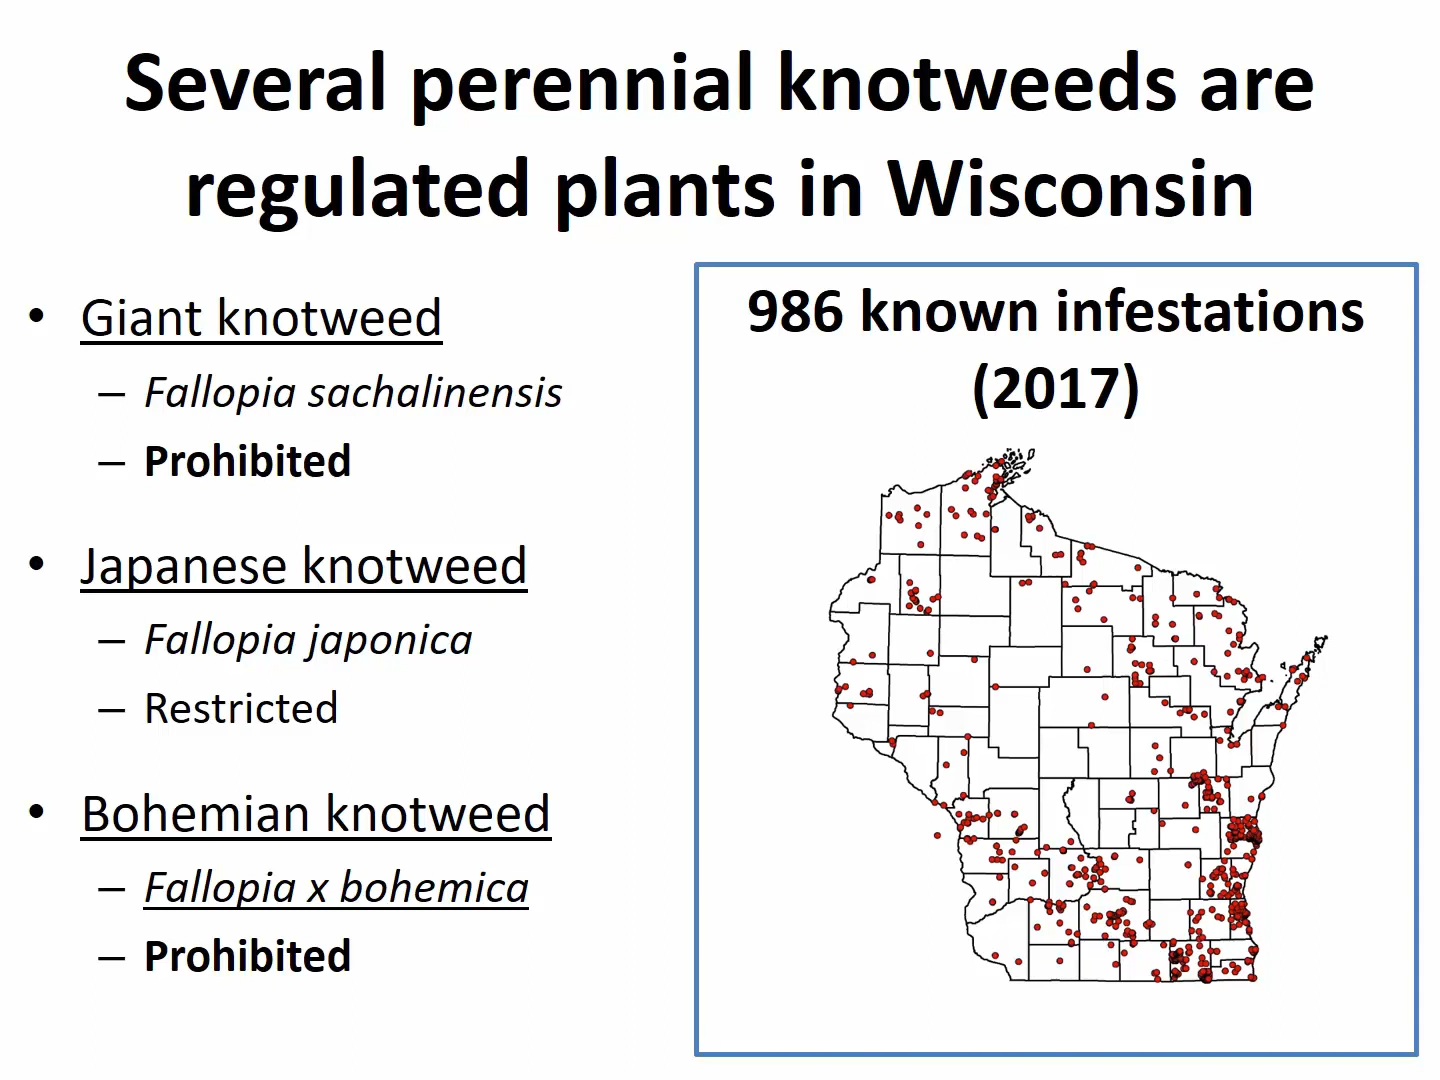 Several perennial knotweeds are
regulated plants in Wisconsin
• Giant knotweed
– Fallopia sachalinensis
– Prohibited
• Japanese knotweed
– Fallopia japonica
– Restricted
• Bohemian knotweed
– Fallopia x bohemica
– Prohibited
986 known infestations
(2017)